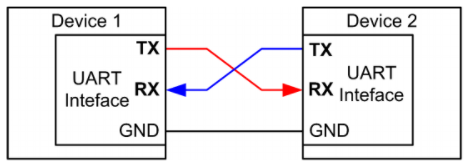 Device 1
TX
UART
Inteface
RX
GND
Device 2
TX
RX
UART
Inteface
GND